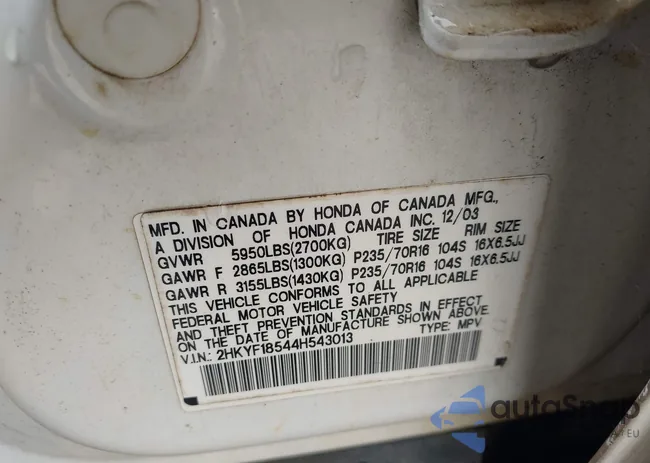 MFD. IN CANADA BY HONDA OF CANADA MFG.,
A DIVISION OF HONDA CANADA INC. 12/03
GVWR 5950LBS(2700KG) TIRE SIZE RIM SIZE
GAWR F 2865LBS(1300KG) P235/70R16 104S 16X6.5JJ
GAWR R 3155LBS(1430KG) P235/70R16 104S 16X6.5JJ
THIS VEHICLE CONFORMS TO ALL APPLICABLE
FEDERAL MOTOR VEHICLE SAFETY
AND THEFT PREVENTION STANDARDS IN EFFECT
ON THE DATE OF MANUFACTURE SHOWN ABOVE.
V.I.N.: 2HKYF18544H543013 TYPE: MPV
autoSnap